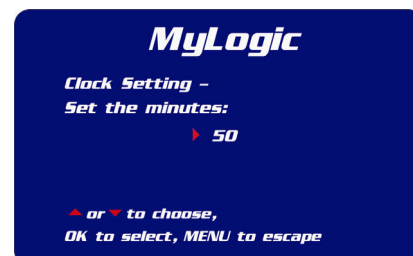 MyLogic
Clock Setting –
Set the minutes:
50
or to choose,
OK to select, MENU to escape